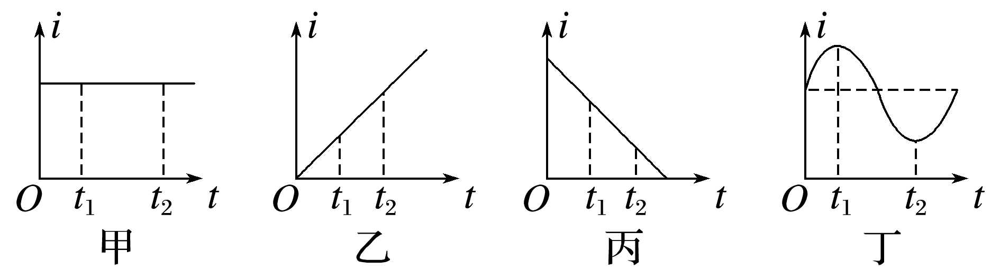 i i i i
O t₁ t₂ t O t₁ t₂ t O t₁ t₂ t O t₁ t₂ t
甲 乙 丙 丁